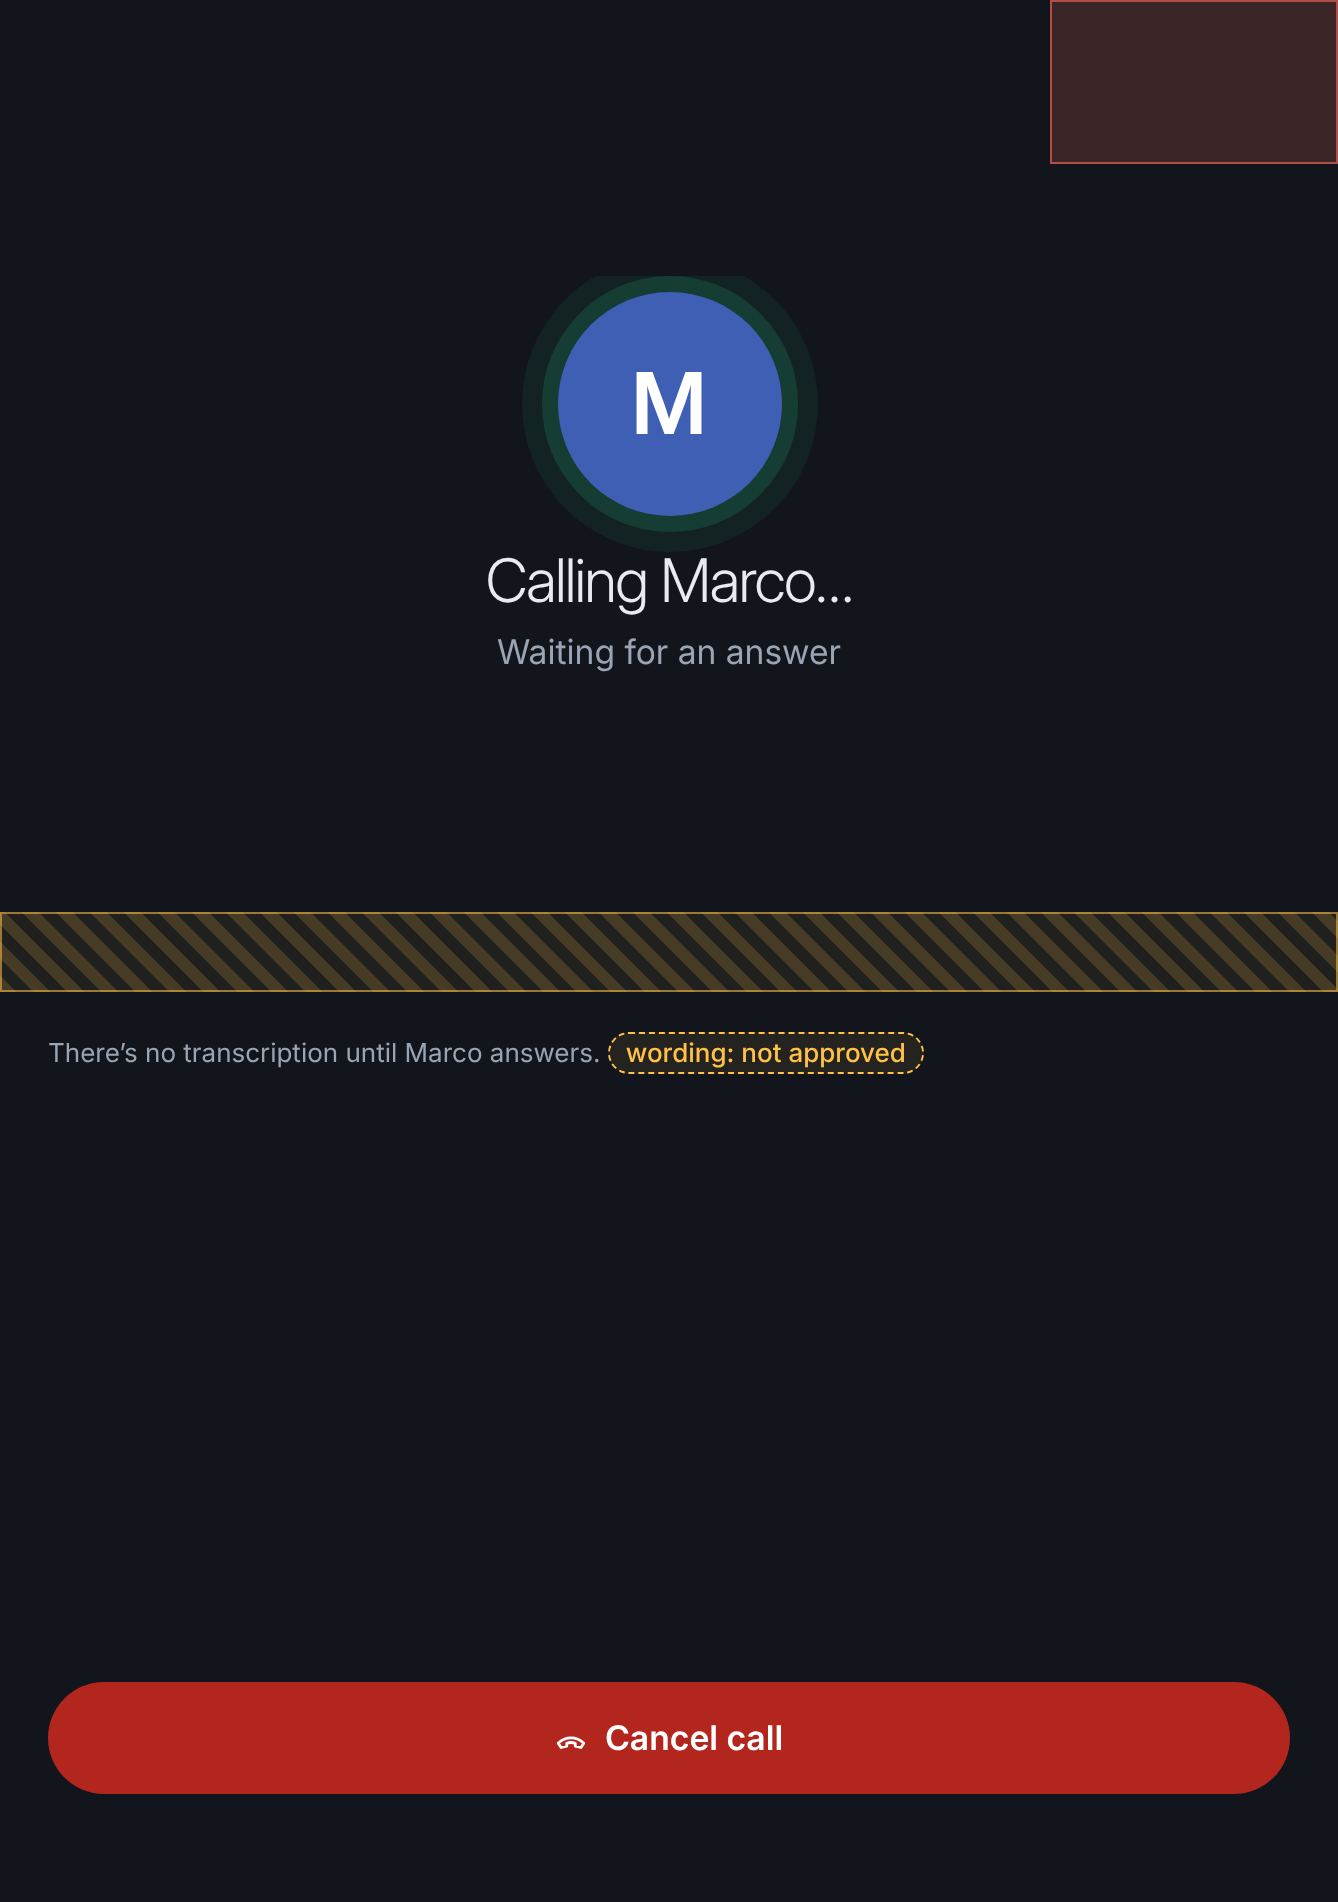 M
Calling Marco...
Waiting for an answer
There’s no transcription until Marco answers. wording: not approved
Cancel call